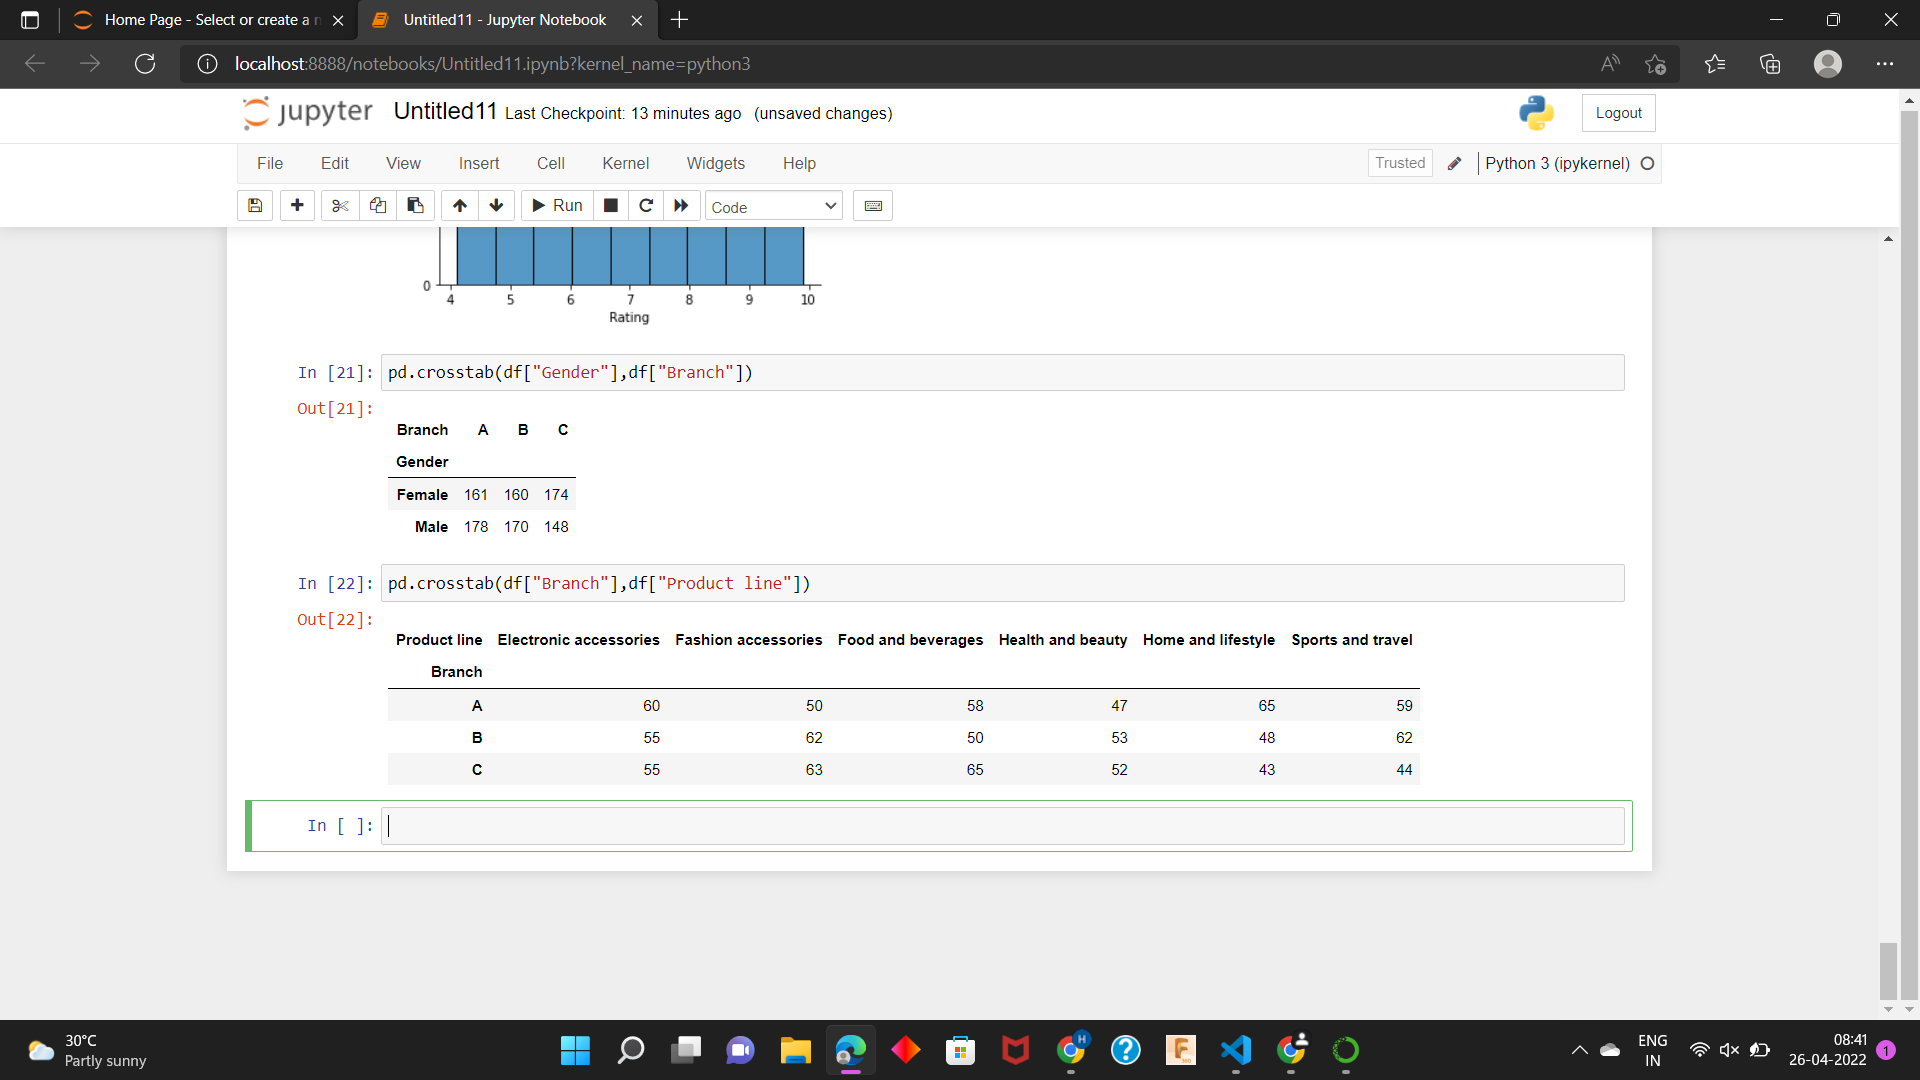 Home Page - Select or create a n
Untitled11 - Jupyter Notebook
localhost:8888/notebooks/Untitled11.ipynb?kernel_name=python3
jupyter Untitled11 Last Checkpoint: 13 minutes ago (unsaved changes)
Logout
File Edit View Insert Cell Kernel Widgets Help
Trusted Python 3 (ipykernel)
Run Code
0
4 5 6 7 8 9 10
Rating
In [21]: pd.crosstab(df["Gender"],df["Branch"])
Out[21]:
Branch A B C
Gender
Female 161 160 174
Male 178 170 148
In [22]: pd.crosstab(df["Branch"],df["Product line"])
Out[22]:
Product line Electronic accessories Fashion accessories Food and beverages Health and beauty Home and lifestyle Sports and travel
Branch
A 60 50 58 47 65 59
B 55 62 50 53 48 62
C 55 63 65 52 43 44
In [ ]:
30°C
Partly sunny
H
F
ENG
IN
08:41
26-04-2022
1